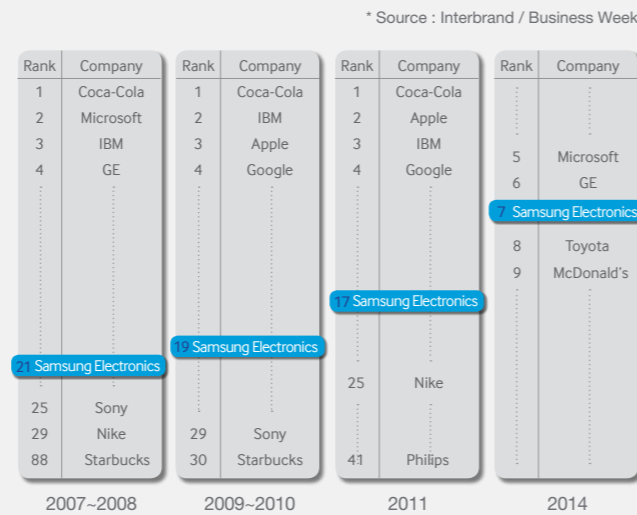 * Source : Interbrand / Business Week
Rank Company
1 Coca-Cola
2 Microsoft
3 IBM
4 GE
21 Samsung Electronics
25 Sony
29 Nike
88 Starbucks
2007~2008
Rank Company
1 Coca-Cola
2 IBM
3 Apple
4 Google
19 Samsung Electronics
29 Sony
30 Starbucks
2009~2010
Rank Company
1 Coca-Cola
2 Apple
3 IBM
4 Google
17 Samsung Electronics
25 Nike
41 Philips
2011
Rank Company
5 Microsoft
6 GE
7 Samsung Electronics
8 Toyota
9 McDonald's
2014